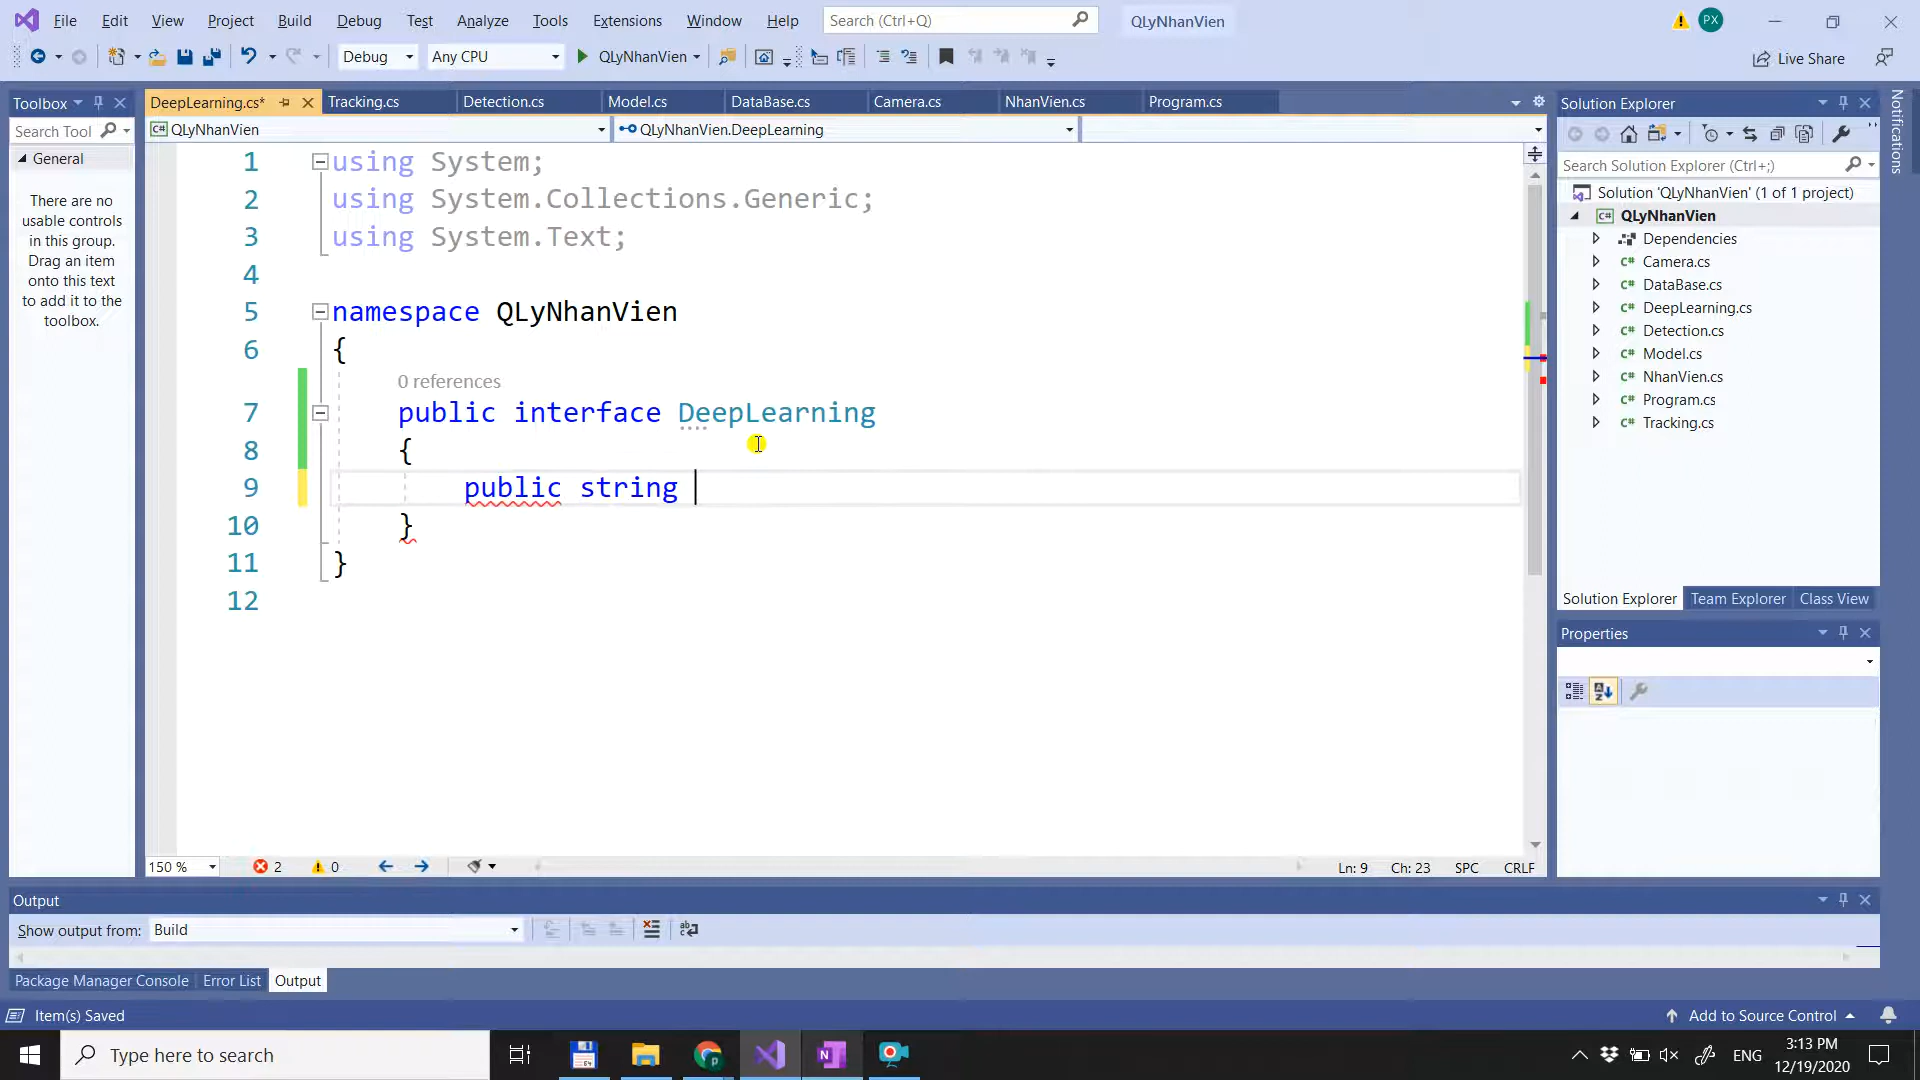 File Edit View Project Build Debug Test Analyze Tools Extensions Window Help Search (Ctrl+Q) QLyNhanVien PX
Debug Any CPU QLyNhanVien Live Share
Toolbox
Search Tool
General
There are no
usable controls
in this group.
Drag an item
onto this text
to add it to the
toolbox.
DeepLearning.cs* Tracking.cs Detection.cs Model.cs DataBase.cs Camera.cs NhanVien.cs Program.cs
QLyNhanVien QLyNhanVien.DeepLearning
1 using System;
2 using System.Collections.Generic;
3 using System.Text;
4
5 namespace QLyNhanVien
6 {
0 references
7 public interface DeepLearning
8 {
9 public string
10 }
11 }
12
150 % 2 0 Ln: 9 Ch: 23 SPC CRLF
Solution Explorer
Search Solution Explorer (Ctrl+;)
Solution 'QLyNhanVien' (1 of 1 project)
QLyNhanVien
Dependencies
C# Camera.cs
C# DataBase.cs
C# DeepLearning.cs
C# Detection.cs
C# Model.cs
C# NhanVien.cs
C# Program.cs
C# Tracking.cs
Solution Explorer Team Explorer Class View
Properties
Notifications
Output
Show output from: Build
Package Manager Console Error List Output
Item(s) Saved Add to Source Control
Type here to search
ENG
3:13 PM
12/19/2020